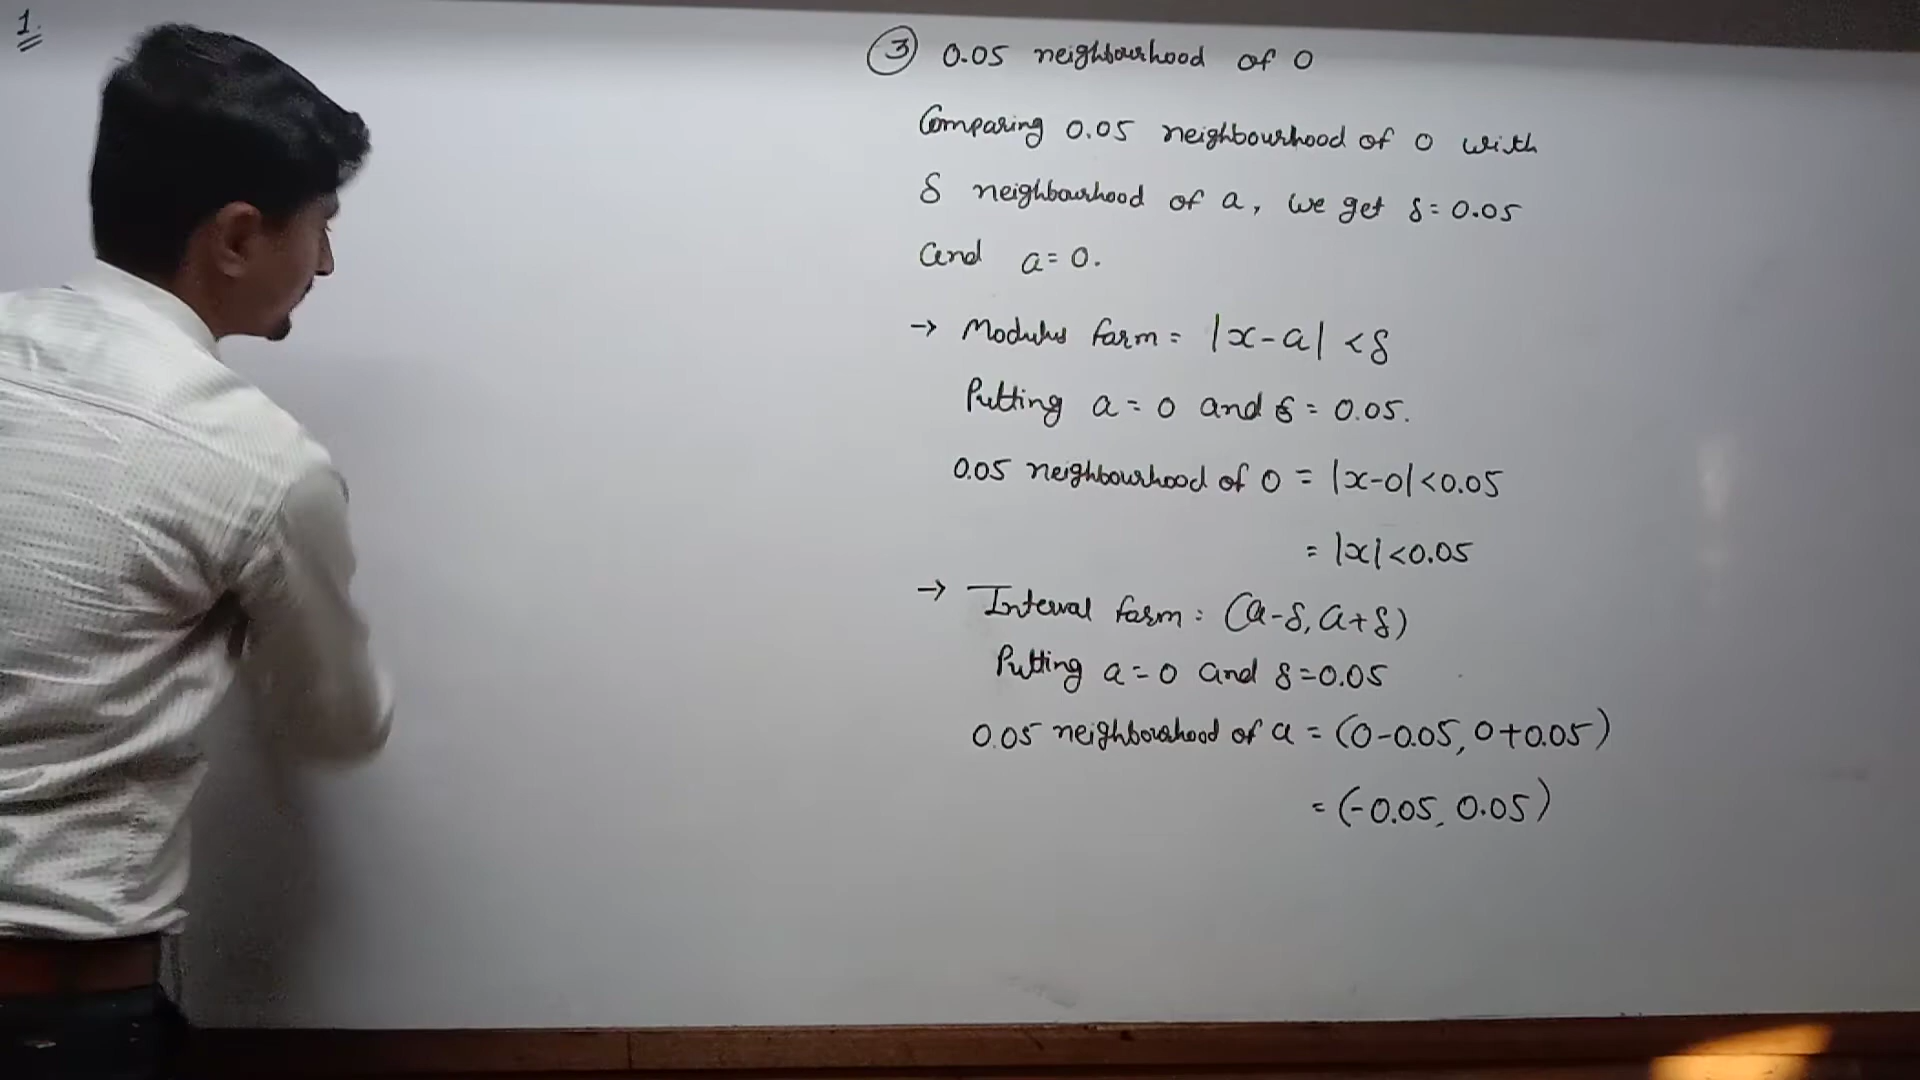 1.
③ 0.05 neighbourhood of 0
Comparing 0.05 neighbourhood of 0 with
δ neighbourhood of a, we get δ = 0.05
and a = 0.
→ Modulus form = |x-a| < δ
Putting a = 0 and δ = 0.05.
0.05 neighbourhood of 0 = |x-0| < 0.05
= |x| < 0.05
→ Interval form : (a-δ, a+δ)
Putting a = 0 and δ = 0.05
0.05 neighbourhood of a = (0-0.05, 0+0.05)
= (-0.05, 0.05)